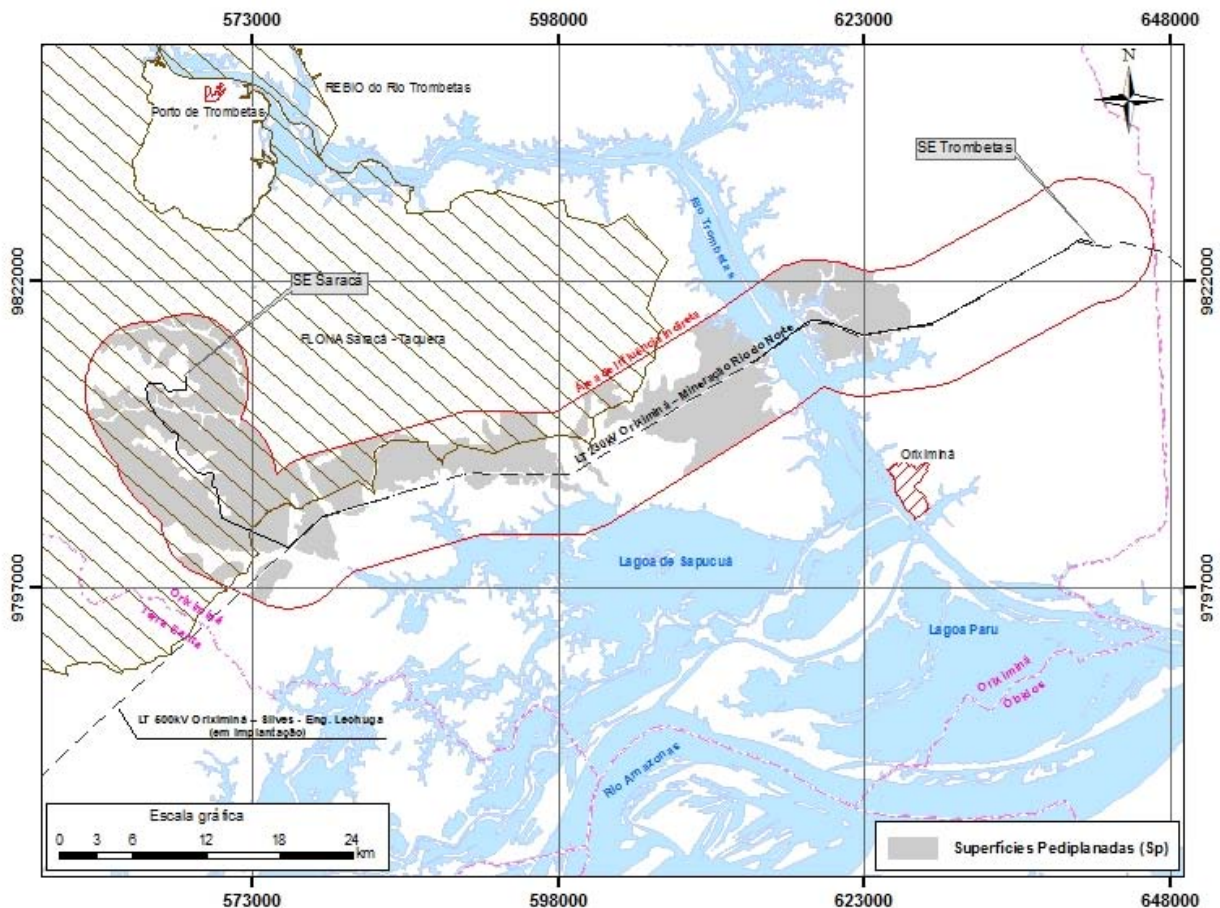 573000
598000
623000
648000
N
REBIO do Rio Trombetas
Porto de Trombetas
SE Trombetas
Rio Trombetas
9822000
9822000
SE Saracá
FLONA Saracá - Taquera
Área de Influência Indireta
LT 230kV Oriximiná – Mineração Rio do Norte
Oriximiná
Lagoa de Sapucuá
9797000
9797000
Oriximiná
Terra Santa
Lagoa Paru
Oriximiná
Óbidos
LT 500kV Oriximiná – Silves - Eng. Lechuga
(em Implantação)
Rio Amazonas
Escala gráfica
0 3 6 12 18 24
km
Superfícies Pediplanadas (Sp)
573000
598000
623000
648000